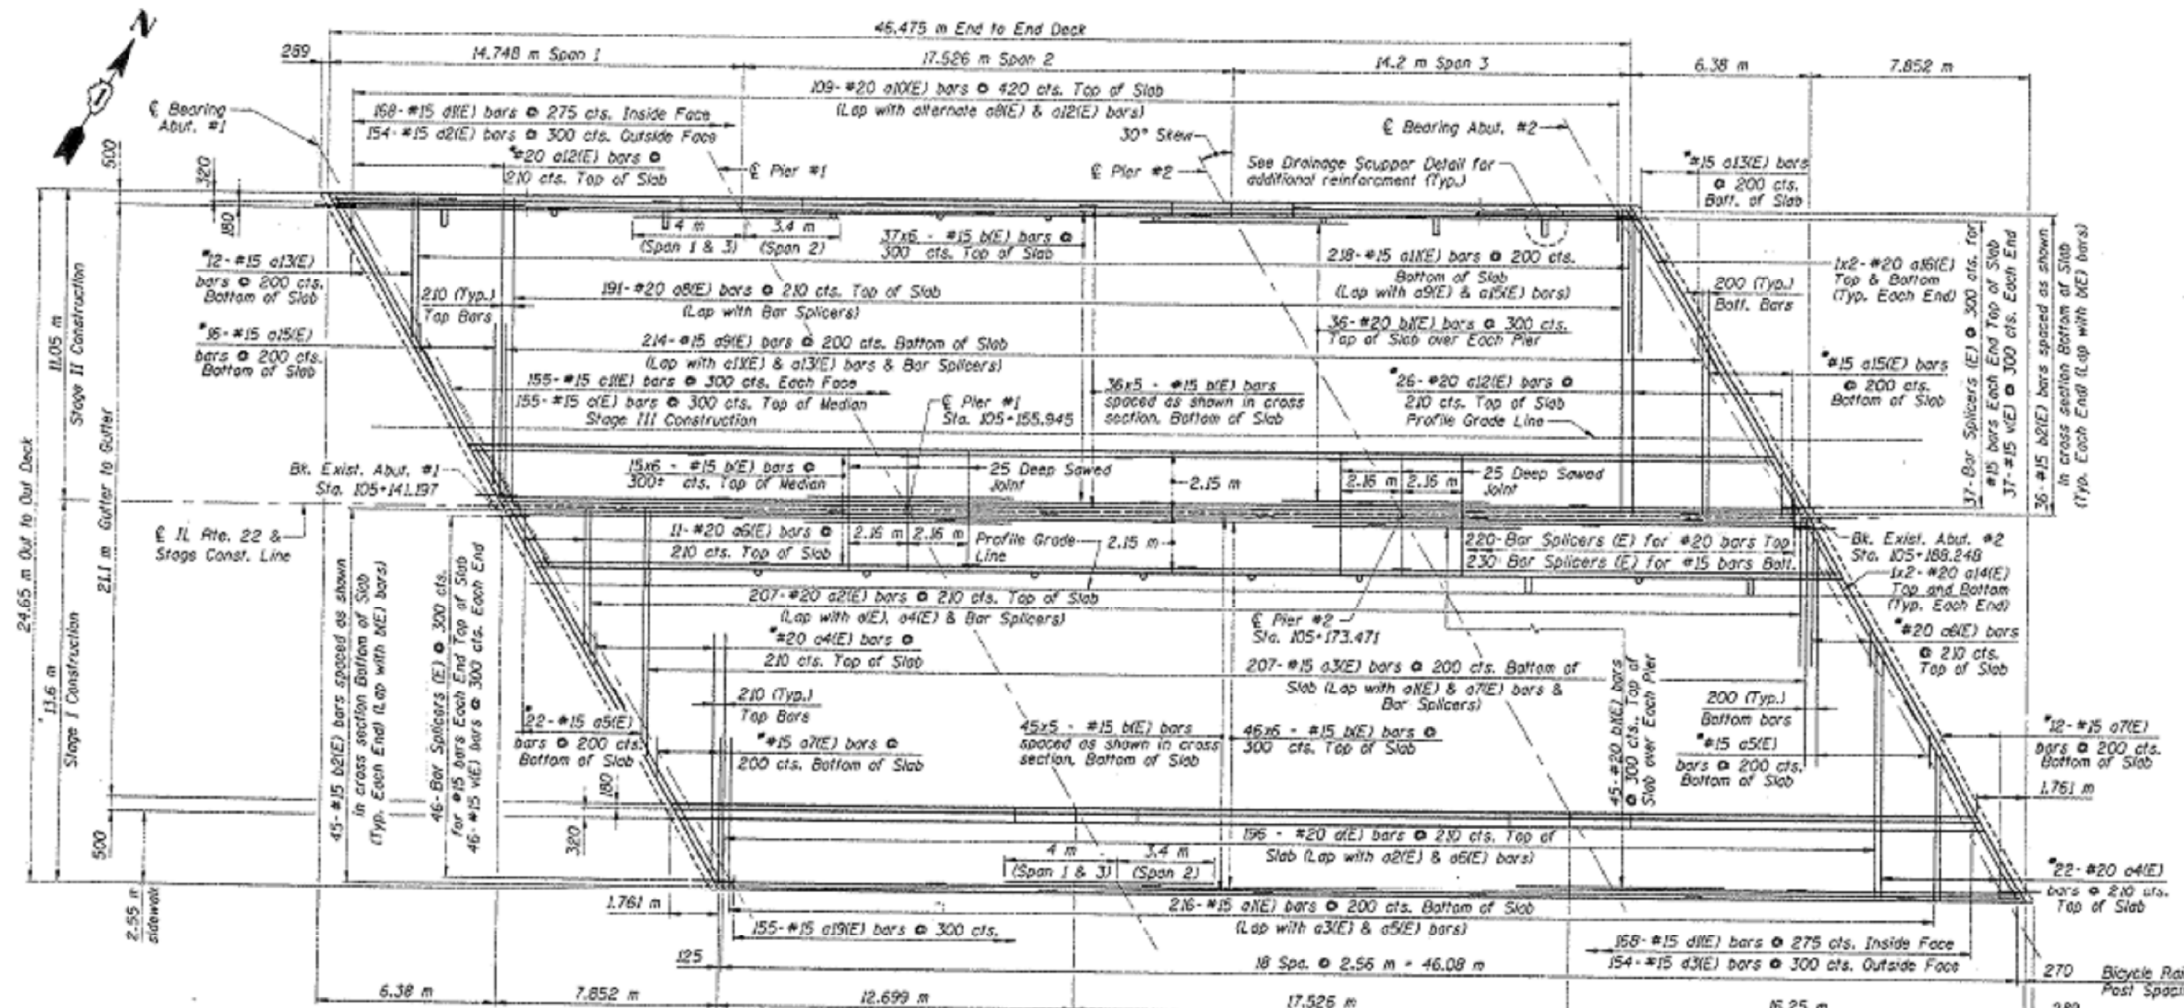 N
46.475 m End to End Deck
289
14.748 m Span 1
17.526 m Span 2
14.2 m Span 3
6.38 m
7.852 m
109-#20 a10(E) bars @ 420 cts. Top of Slab
(Lap with alternate a8(E) & a12(E) bars)
℄ Bearing
Abut. #1
168-#15 d1(E) bars @ 275 cts. Inside Face
154-#15 d2(E) bars @ 300 cts. Outside Face
*#20 a12(E) bars @
210 cts. Top of Slab
℄ Pier #1
30° Skew
℄ Pier #2
℄ Bearing Abut. #2
See Drainage Scupper Detail for
additional reinforcement (Typ.)
*#15 a13(E) bars
@ 200 cts.
Bott. of Slab
500
320
180
4 m
(Span 1 & 3)
3.4 m
(Span 2)
37x6 - #15 b(E) bars @
300 cts. Top of Slab
*12-#15 a13(E)
bars @ 200 cts.
Bottom of Slab
210 (Typ.)
Top Bars
191-#20 a8(E) bars @ 210 cts. Top of Slab
(Lap with Bar Splicers)
218-#15 a11(E) bars @ 200 cts.
Bottom of Slab
(Lap with a9(E) & a15(E) bars)
200 (Typ.)
Bott. Bars
1x2-#20 a16(E)
Top & Bottom
(Typ. Each End)
*16-#15 a15(E)
bars @ 200 cts.
Bottom of Slab
214-#15 a9(E) bars @ 200 cts. Bottom of Slab
(Lap with a11(E) & a13(E) bars & Bar Splicers)
36-#20 b1(E) bars @ 300 cts.
Top of Slab over Each Pier
155-#15 c1(E) bars @ 300 cts. Each Face
155-#15 c(E) bars @ 300 cts. Top of Median
Stage III Construction
℄ Pier #1
Sta. 105+155.945
36x5 - #15 b(E) bars
spaced as shown in cross
section, Bottom of Slab
*26-#20 a12(E) bars @
210 cts. Top of Slab
Profile Grade Line
*#15 a15(E) bars
@ 200 cts.
Bottom of Slab
37-Bar Splicers (E) @ 300 cts. for
#15 bars Each End Top of Slab
37-#15 v(E) @ 300 cts. Each End
36-#15 b2(E) bars spaced as shown
in cross section Bottom of Slab
(Typ. Each End) (Lap with b(E) bars)
24.65 m Out to Out Deck
11.05 m
Stage II Construction
21.1 m Gutter to Gutter
Bk. Exist. Abut. #1
Sta. 105+141.197
15x6 - #15 b(E) bars @
300± cts. Top of Median
25 Deep Sawed
Joint
2.15 m
2.16 m
2.16 m
25 Deep Sawed
Joint
℄ IL Rte. 22 &
Stage Const. Line
11-#20 a6(E) bars @
210 cts. Top of Slab
2.16 m
2.16 m
Profile Grade
Line
2.15 m
220-Bar Splicers (E) for #20 bars Top
230-Bar Splicers (E) for #15 bars Bott.
Bk. Exist. Abut. #2
Sta. 105+188.248
1x2-#20 a14(E)
Top and Bottom
(Typ. Each End)
207-#20 a2(E) bars @ 210 cts. Top of Slab
(Lap with a(E), a4(E) & Bar Splicers)
℄ Pier #2
Sta. 105+173.471
*#20 a6(E) bars
@ 210 cts.
Top of Slab
*#20 a4(E) bars @
210 cts. Top of Slab
207-#15 a3(E) bars @ 200 cts. Bottom of
Slab (Lap with a1(E) & a7(E) bars &
Bar Splicers)
*13.6 m
Stage I Construction
45-#15 b2(E) bars spaced as shown
in cross section Bottom of Slab
(Typ. Each End) (Lap with b(E) bars)
46-Bar Splicers (E) @ 300 cts.
for #15 bars Each End Top of Slab
46-#15 v(E) bars @ 300 cts. Each End
210 (Typ.)
Top Bars
*22-#15 a5(E)
bars @ 200 cts.
Bottom of Slab
*#15 a7(E) bars @
200 cts. Bottom of Slab
45x5 - #15 b(E) bars
spaced as shown in cross
section, Bottom of Slab
46x6 - #15 b(E) bars @
300 cts. Top of Slab
45-#20 b1(E) bars
@ 300 cts., Top of
Slab over Each Pier
200 (Typ.)
Bottom bars
*#15 a5(E)
bars @ 200 cts.
Bottom of Slab
*12-#15 a7(E)
bars @ 200 cts.
Bottom of Slab
1.761 m
180
320
500
2.55 m
sidewalk
196 - #20 a(E) bars @ 210 cts. Top of
Slab (Lap with a2(E) & a6(E) bars)
4 m
(Span 1 & 3)
3.4 m
(Span 2)
*22-#20 a4(E)
bars @ 210 cts.
Top of Slab
1.761 m
216-#15 a1(E) bars @ 200 cts. Bottom of Slab
(Lap with a3(E) & a5(E) bars)
155-#15 a19(E) bars @ 300 cts.
168-#15 d1(E) bars @ 275 cts. Inside Face
154-#15 d3(E) bars @ 300 cts. Outside Face
125
18 Spa. @ 2.56 m = 46.08 m
270
Bicycle
Post
6.38 m
7.852 m
12.699 m
17.526 m
16.25 m
289